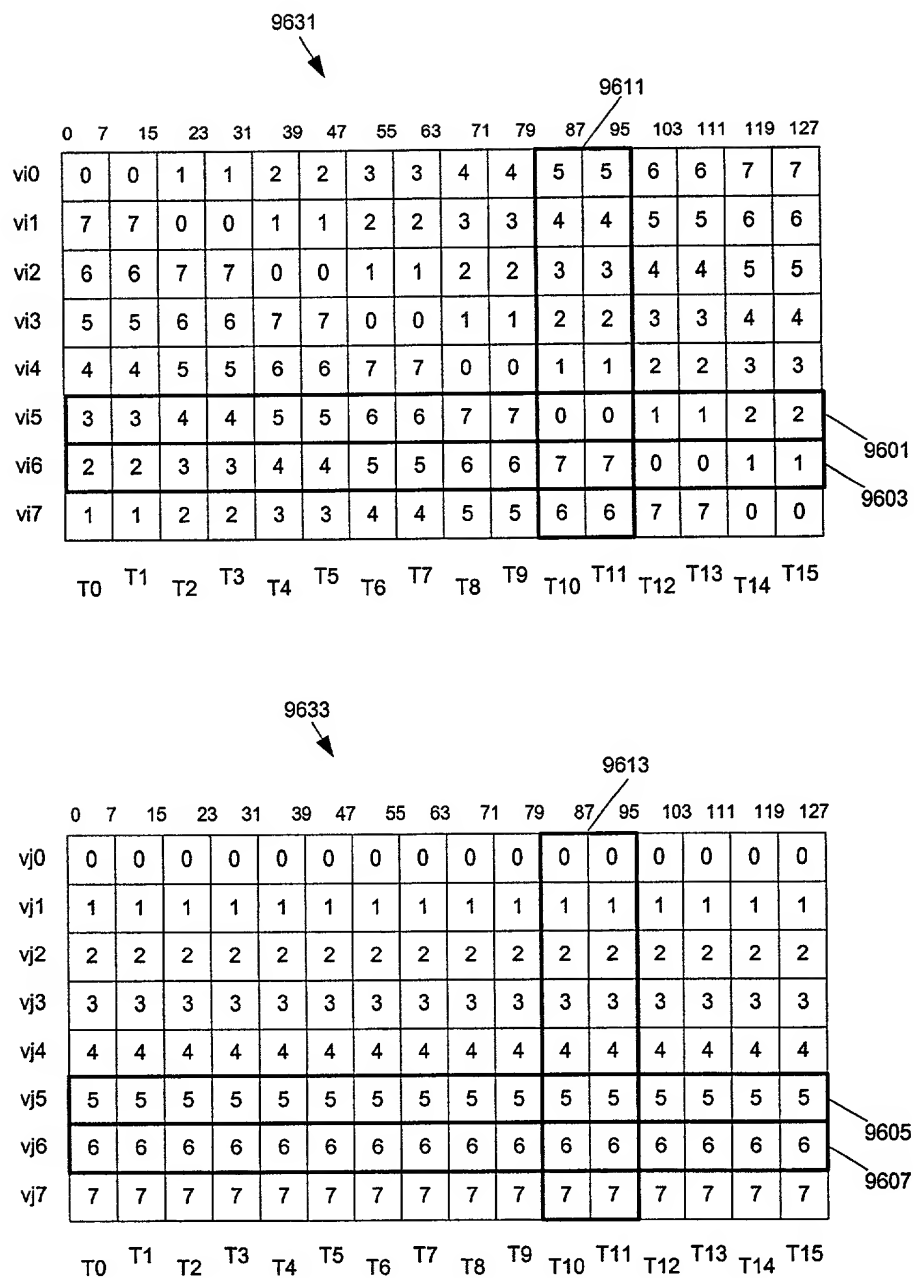 9631
9611
0 7 15 23 31 39 47 55 63 71 79 87 95 103 111 119 127
vi0 0 0 1 1 2 2 3 3 4 4 5 5 6 6 7 7
vi1 7 7 0 0 1 1 2 2 3 3 4 4 5 5 6 6
vi2 6 6 7 7 0 0 1 1 2 2 3 3 4 4 5 5
vi3 5 5 6 6 7 7 0 0 1 1 2 2 3 3 4 4
vi4 4 4 5 5 6 6 7 7 0 0 1 1 2 2 3 3
vi5 3 3 4 4 5 5 6 6 7 7 0 0 1 1 2 2
9601
vi6 2 2 3 3 4 4 5 5 6 6 7 7 0 0 1 1
9603
vi7 1 1 2 2 3 3 4 4 5 5 6 6 7 7 0 0
T0 T1 T2 T3 T4 T5 T6 T7 T8 T9 T10 T11 T12 T13 T14 T15
9633
9613
0 7 15 23 31 39 47 55 63 71 79 87 95 103 111 119 127
vj0 0 0 0 0 0 0 0 0 0 0 0 0 0 0 0 0
vj1 1 1 1 1 1 1 1 1 1 1 1 1 1 1 1 1
vj2 2 2 2 2 2 2 2 2 2 2 2 2 2 2 2 2
vj3 3 3 3 3 3 3 3 3 3 3 3 3 3 3 3 3
vj4 4 4 4 4 4 4 4 4 4 4 4 4 4 4 4 4
vj5 5 5 5 5 5 5 5 5 5 5 5 5 5 5 5 5
9605
vj6 6 6 6 6 6 6 6 6 6 6 6 6 6 6 6 6
9607
vj7 7 7 7 7 7 7 7 7 7 7 7 7 7 7 7 7
T0 T1 T2 T3 T4 T5 T6 T7 T8 T9 T10 T11 T12 T13 T14 T15